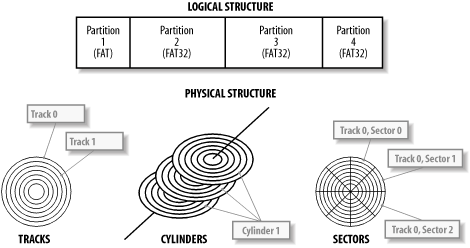 LOGICAL STRUCTURE
Partition 1 (FAT)
Partition 2 (FAT32)
Partition 3 (FAT32)
Partition 4 (FAT32)
PHYSICAL STRUCTURE
Track 0
Track 1
TRACKS
Cylinder 1
CYLINDERS
Track 0, Sector 0
Track 0, Sector 1
Track 0, Sector 2
SECTORS